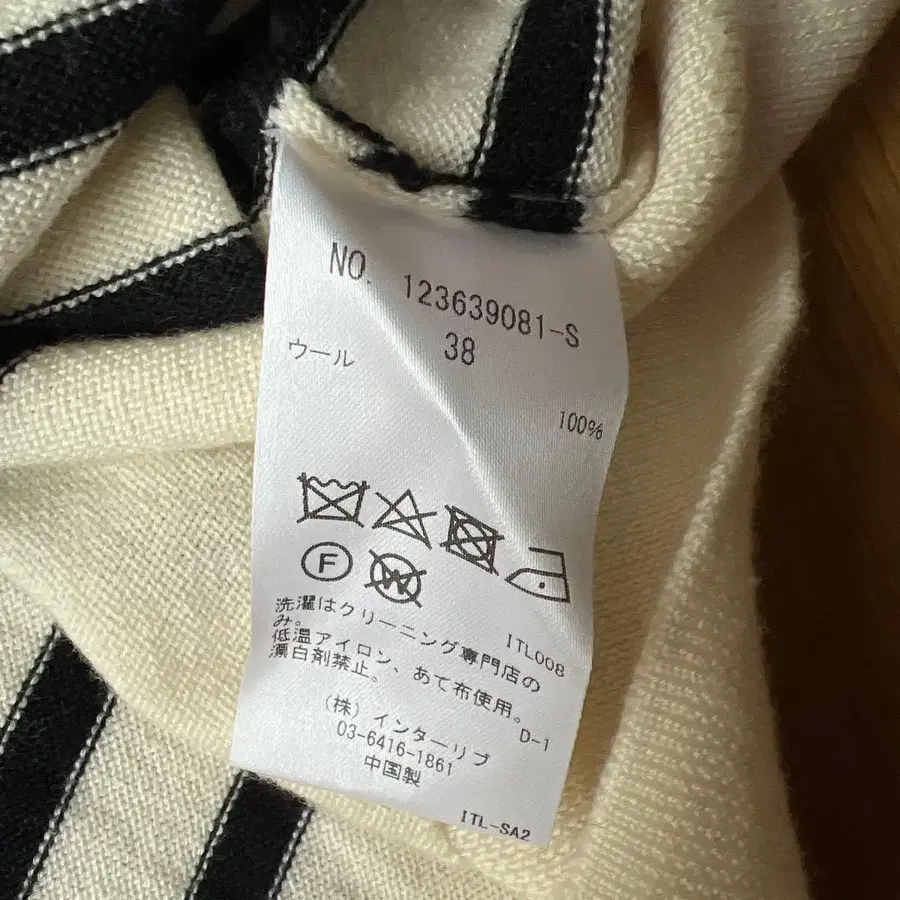 NO. 123639081-S
38
ウール 100%
F
W
ITL008
洗濯はクリーニング専門店の
み。
低温アイロン、あて布使用。
漂白剤禁止。
D-1
(株)インターリブ
03-6416-1861
中国製
ITL-SA2